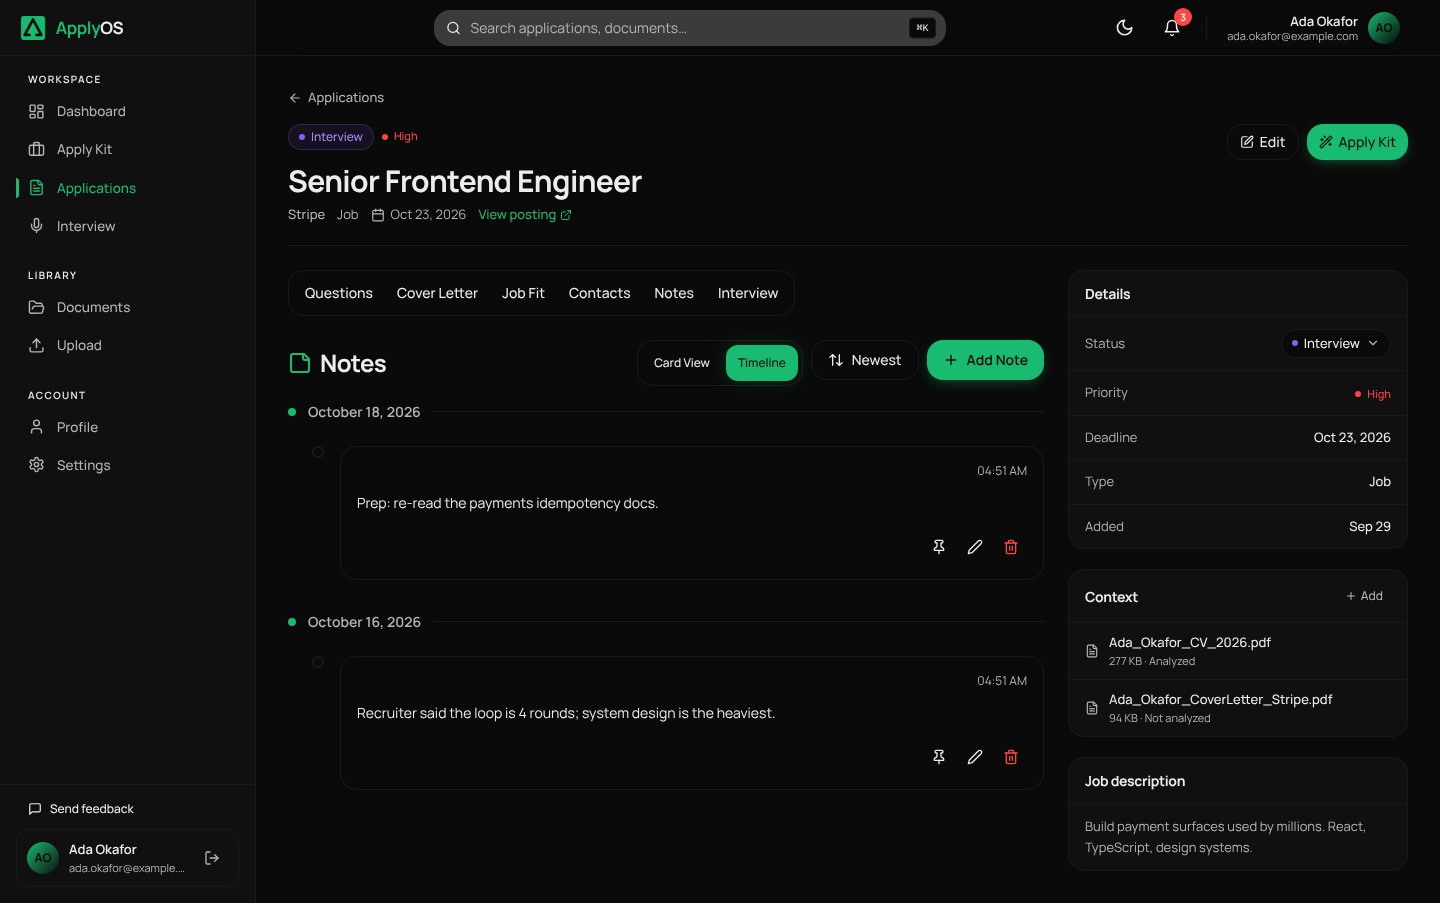 ApplyOS
Search applications, documents...
⌘K
3
Ada Okafor
ada.okafor@example.com
AO
WORKSPACE
Dashboard
Apply Kit
Applications
Interview
LIBRARY
Documents
Upload
ACCOUNT
Profile
Settings
Send feedback
AO
Ada Okafor
ada.okafor@example....
Applications
Interview
High
Edit
Apply Kit
Senior Frontend Engineer
Stripe Job Oct 23, 2026 View posting
Questions Cover Letter Job Fit Contacts Notes Interview
Notes
Card View
Timeline
Newest
Add Note
October 18, 2026
04:51 AM
Prep: re-read the payments idempotency docs.
October 16, 2026
04:51 AM
Recruiter said the loop is 4 rounds; system design is the heaviest.
Details
Status Interview
Priority High
Deadline Oct 23, 2026
Type Job
Added Sep 29
Context
+ Add
Ada_Okafor_CV_2026.pdf
277 KB · Analyzed
Ada_Okafor_CoverLetter_Stripe.pdf
94 KB · Not analyzed
Job description
Build payment surfaces used by millions. React,
TypeScript, design systems.